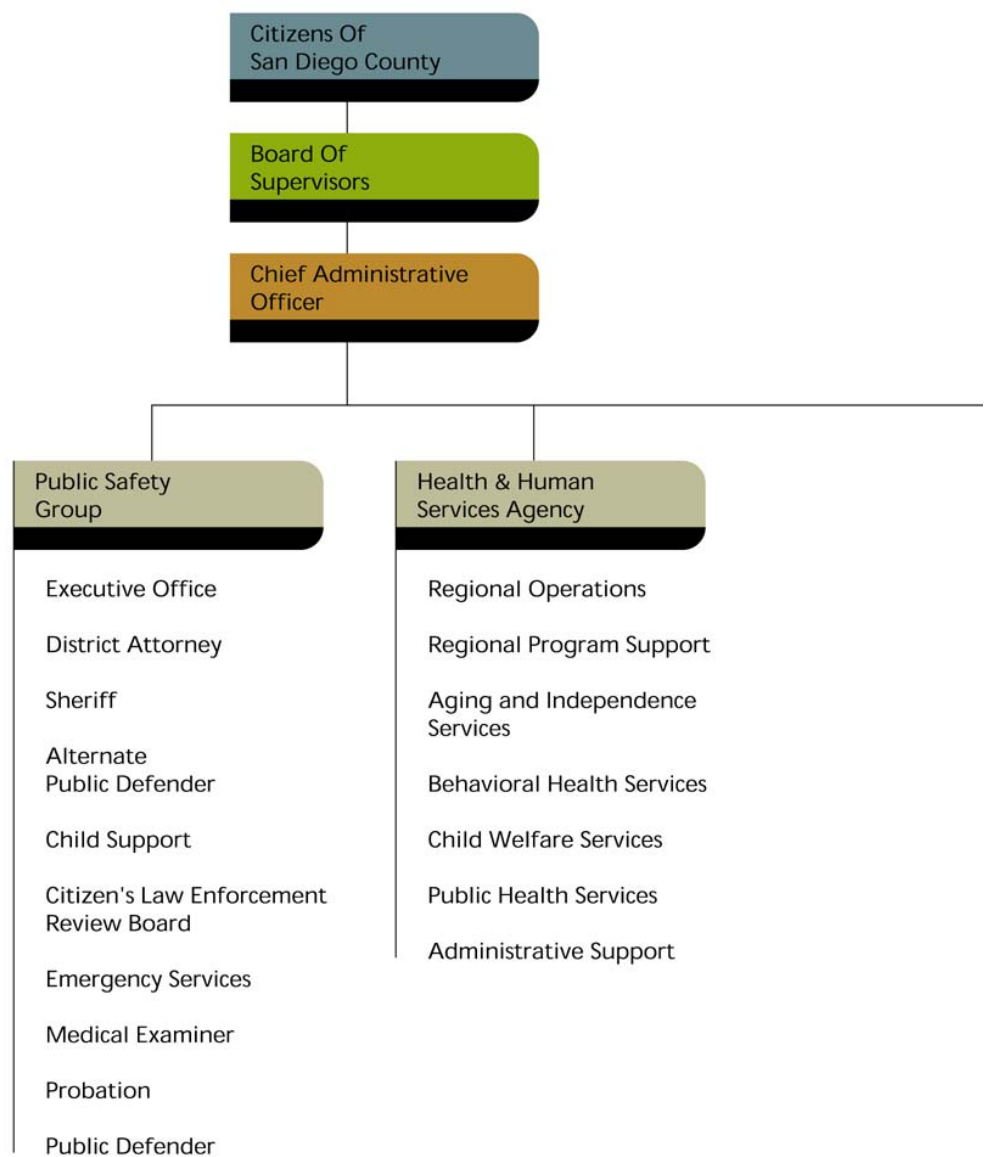 Citizens Of
San Diego County
Board Of
Supervisors
Chief Administrative
Officer
Public Safety
Group
Executive Office
District Attorney
Sheriff
Alternate
Public Defender
Child Support
Citizen's Law Enforcement
Review Board
Emergency Services
Medical Examiner
Probation
Public Defender
Health & Human
Services Agency
Regional Operations
Regional Program Support
Aging and Independence
Services
Behavioral Health Services
Child Welfare Services
Public Health Services
Administrative Support